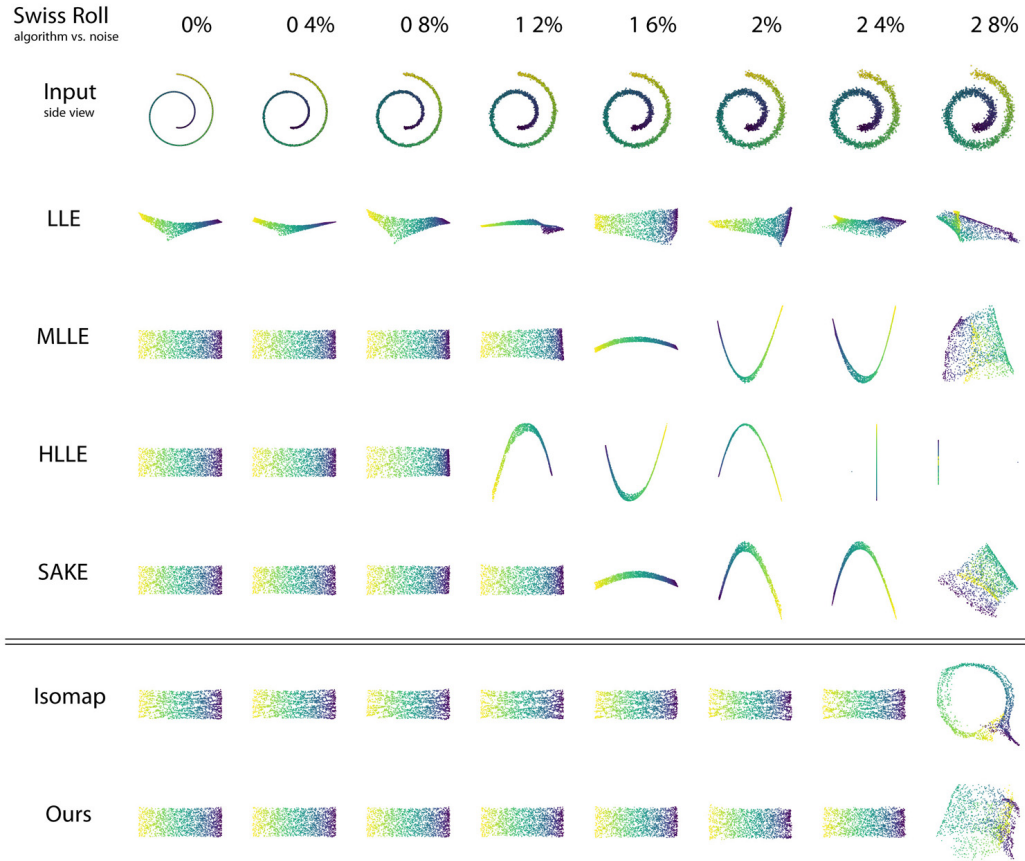 Swiss Roll
algorithm vs. noise
0% 0 4% 0 8% 1 2% 1 6% 2% 2 4% 2 8%
Input
side view
LLE
MLLE
HLLE
SAKE
Isomap
Ours